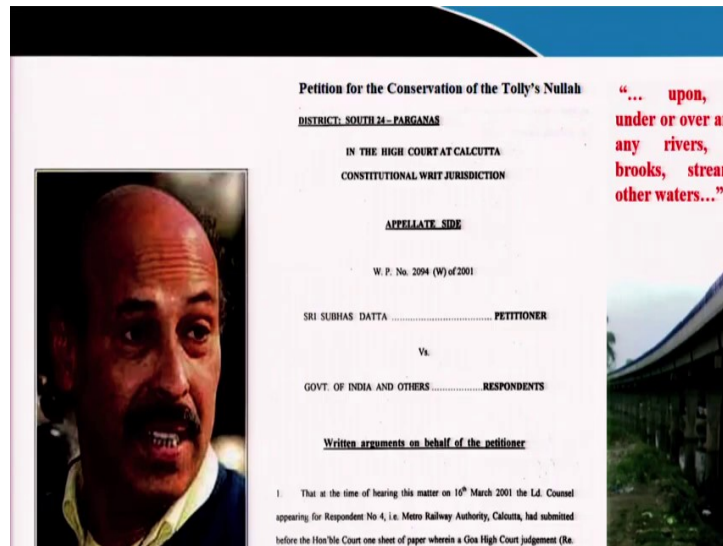 Petition for the Conservation of the Tolly's Nullah
DISTRICT: SOUTH 24 – PARGANAS
IN THE HIGH COURT AT CALCUTTA
CONSTITUTIONAL WRIT JURISDICTION
APPELLATE SIDE
W. P. No. 2094 (W) of 2001
SRI SUBHAS DATTA ................................... PETITIONER
Vs.
GOVT. OF INDIA AND OTHERS ..................RESPONDENTS
Written arguments on behalf of the petitioner
1. That at the time of hearing this matter on 16th March 2001 the Ld. Counsel
appearing for Respondent No 4, i.e. Metro Railway Authority, Calcutta, had submitted
before the Hon'ble Court one sheet of paper wherein a Goa High Court judgement (Re.
“... upon,
under or over a
any rivers,
brooks, strea
other waters...”